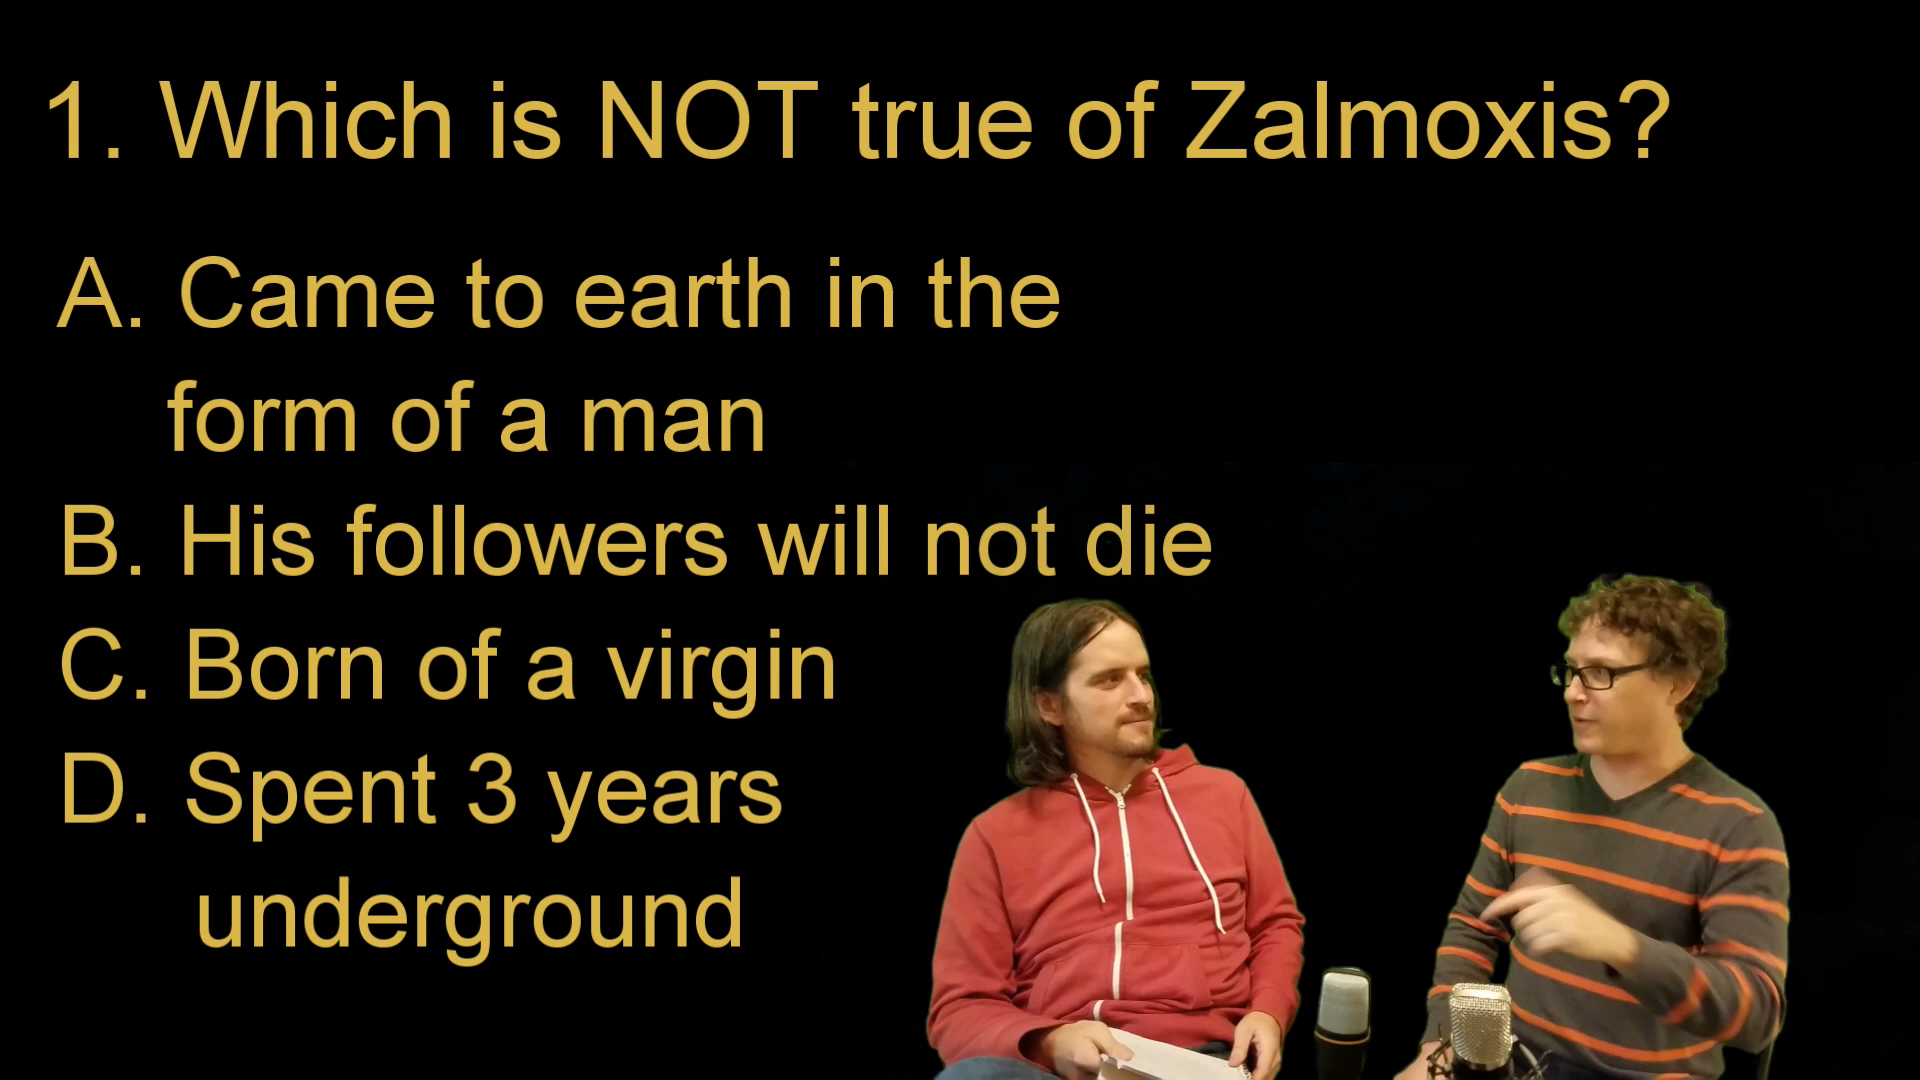 1. Which is NOT true of Zalmoxis?
A. Came to earth in the
form of a man
B. His followers will not die
C. Born of a virgin
D. Spent 3 years
underground